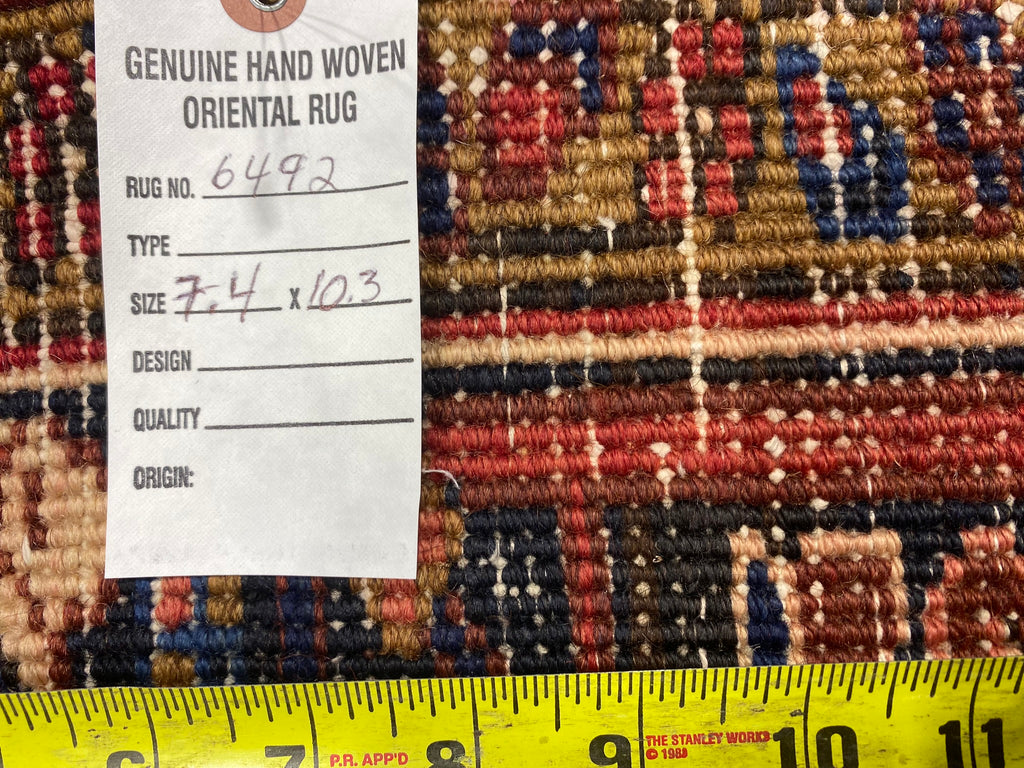 GENUINE HAND WOVEN
ORIENTAL RUG
RUG NO. 6492
TYPE
SIZE 7.4 X 10.3
DESIGN
QUALITY
ORIGIN:
6 7 P.R. APP'D 8 9 THE STANLEY WORKS 10 11